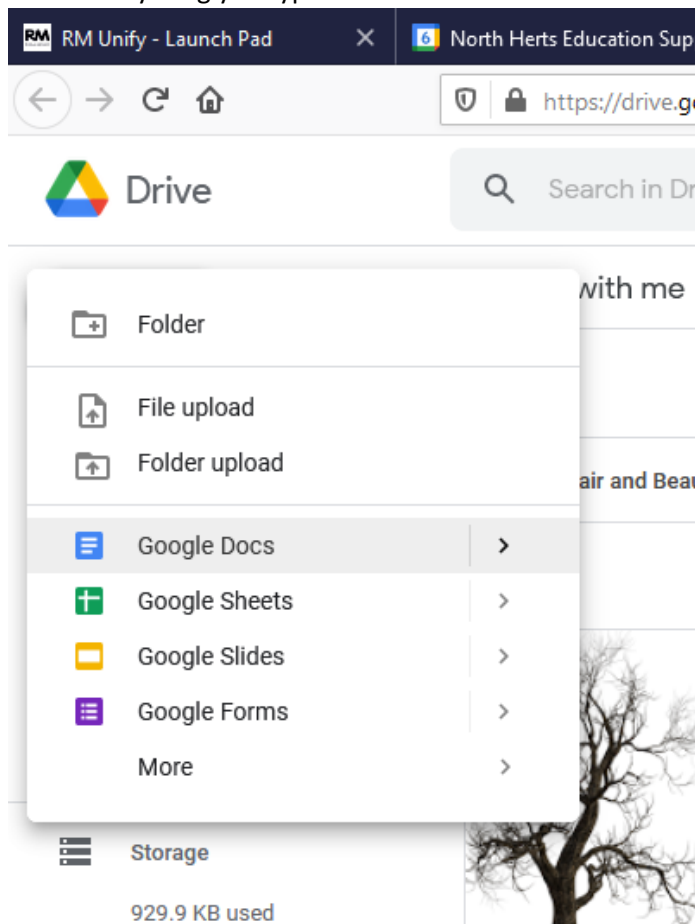 RM Unify - Launch Pad
6 North Herts Education Sup
https://drive.g
Drive
Search in Dr
with me
Folder
File upload
Folder upload
air and Beau
Google Docs
Google Sheets
Google Slides
Google Forms
More
Storage
929.9 KB used